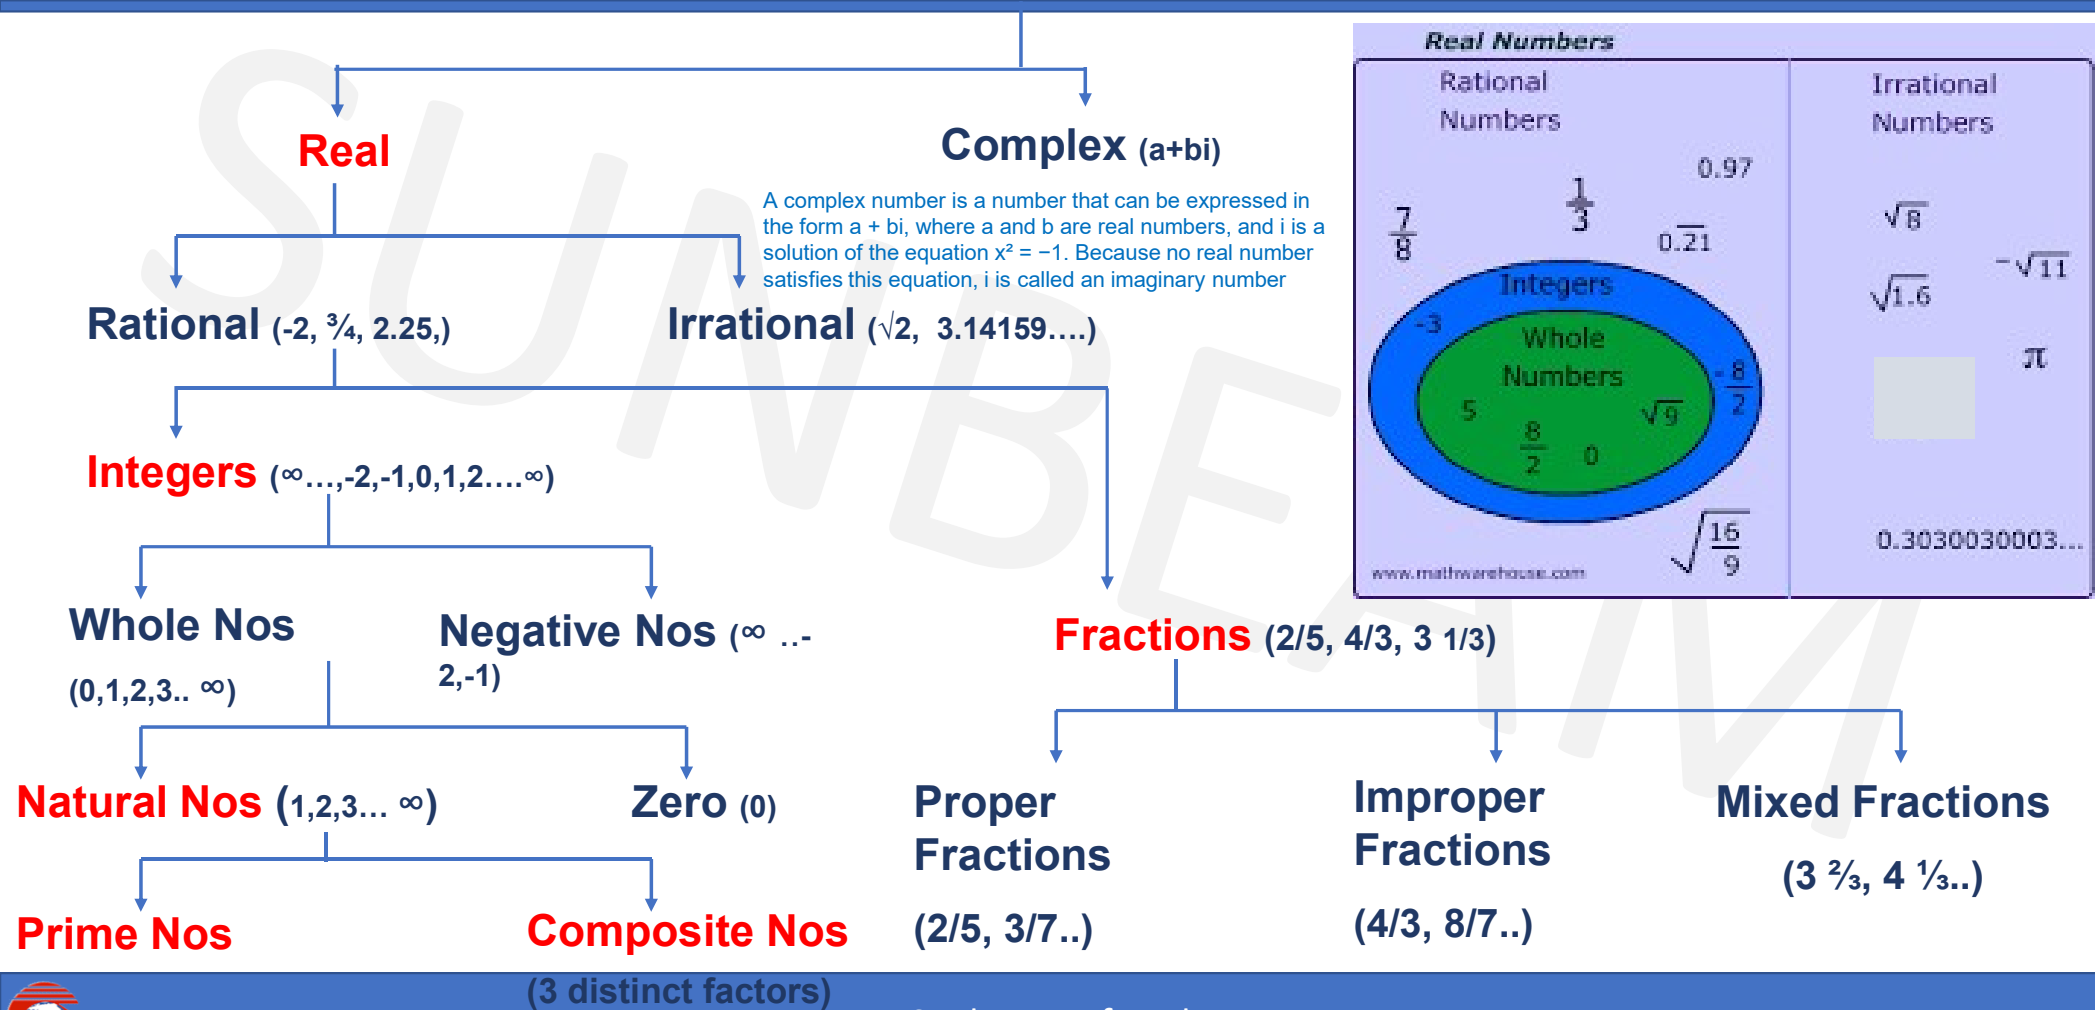 Real
Complex (a+bi)
A complex number is a number that can be expressed in
the form a + bi, where a and b are real numbers, and i is a
solution of the equation x² = −1. Because no real number
satisfies this equation, i is called an imaginary number
Rational (-2, ¾, 2.25,)
Irrational (√2, 3.14159....)
Integers (∞...,-2,-1,0,1,2....∞)
Whole Nos
(0,1,2,3.. ∞)
Negative Nos (∞ ..-
2,-1)
Fractions (2/5, 4/3, 3 1/3)
Natural Nos (1,2,3... ∞)
Zero (0)
Proper
Fractions
(2/5, 3/7..)
Improper
Fractions
(4/3, 8/7..)
Mixed Fractions
(3 ⅔, 4 ⅓..)
Prime Nos
Composite Nos
(3 distinct factors)
Real Numbers
Rational
Numbers
0.97
7/8
1/3
0.2̅1̅
Integers
-3
Whole
Numbers
-8/2
5
8/2
0
√9
√(16/9)
www.mathwarehouse.com
Irrational
Numbers
√8
-√11
√1.6
π
0.3030030003...
SUNBEAM